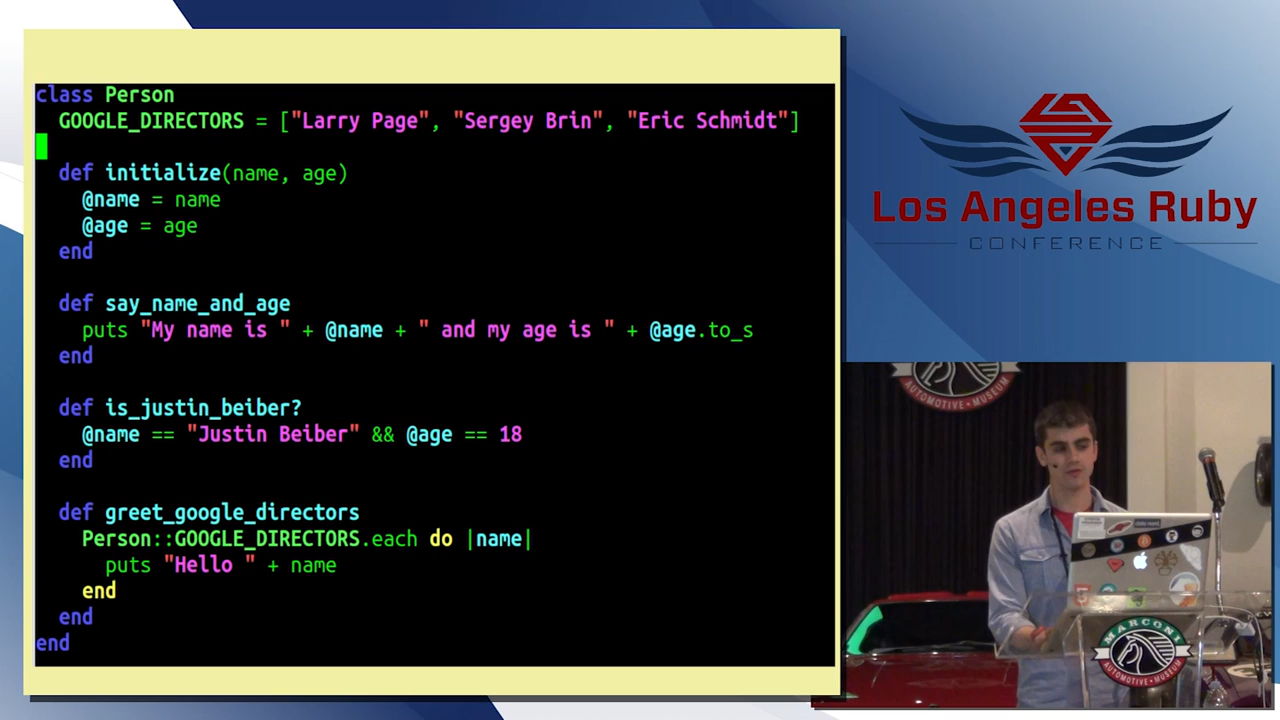 class Person
GOOGLE_DIRECTORS = ["Larry Page", "Sergey Brin", "Eric Schmidt"]
def initialize(name, age)
@name = name
@age = age
end
def say_name_and_age
puts "My name is " + @name + " and my age is " + @age.to_s
end
def is_justin_beiber?
@name == "Justin Beiber" && @age == 18
end
def greet_google_directors
Person::GOOGLE_DIRECTORS.each do |name|
puts "Hello " + name
end
end
end
Los Angeles Ruby
CONFERENCE
AUTOMOTIVE • MUSEUM
MARCONI
AUTOMOTIVE • MUSEUM